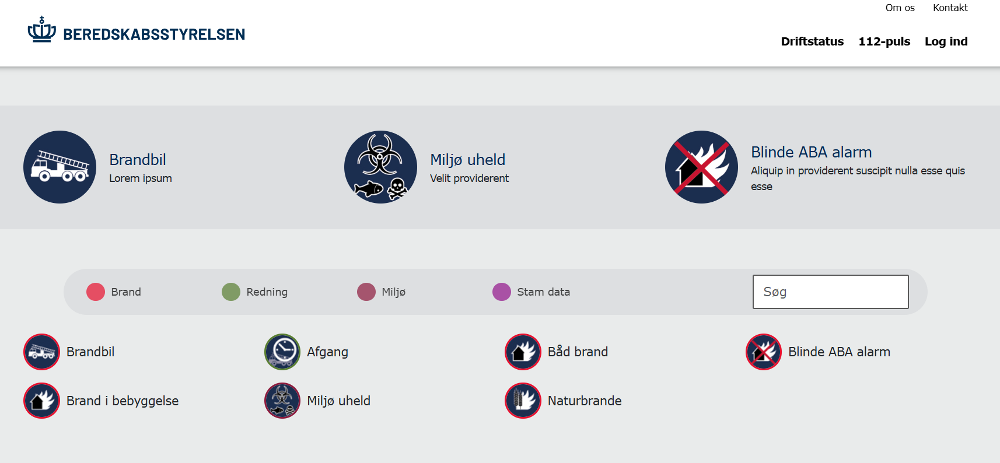 Om os Kontakt
BEREDSKABSSTYRELSEN
Driftstatus 112-puls Log ind
Brandbil
Lorem ipsum
Miljø uheld
Velit providerent
Blinde ABA alarm
Aliquip in providerent suscipit nulla esse quis
esse
Brand Redning Miljø Stam data Søg
Brandbil Afgang Båd brand Blinde ABA alarm
Brand i bebyggelse Miljø uheld Naturbrande